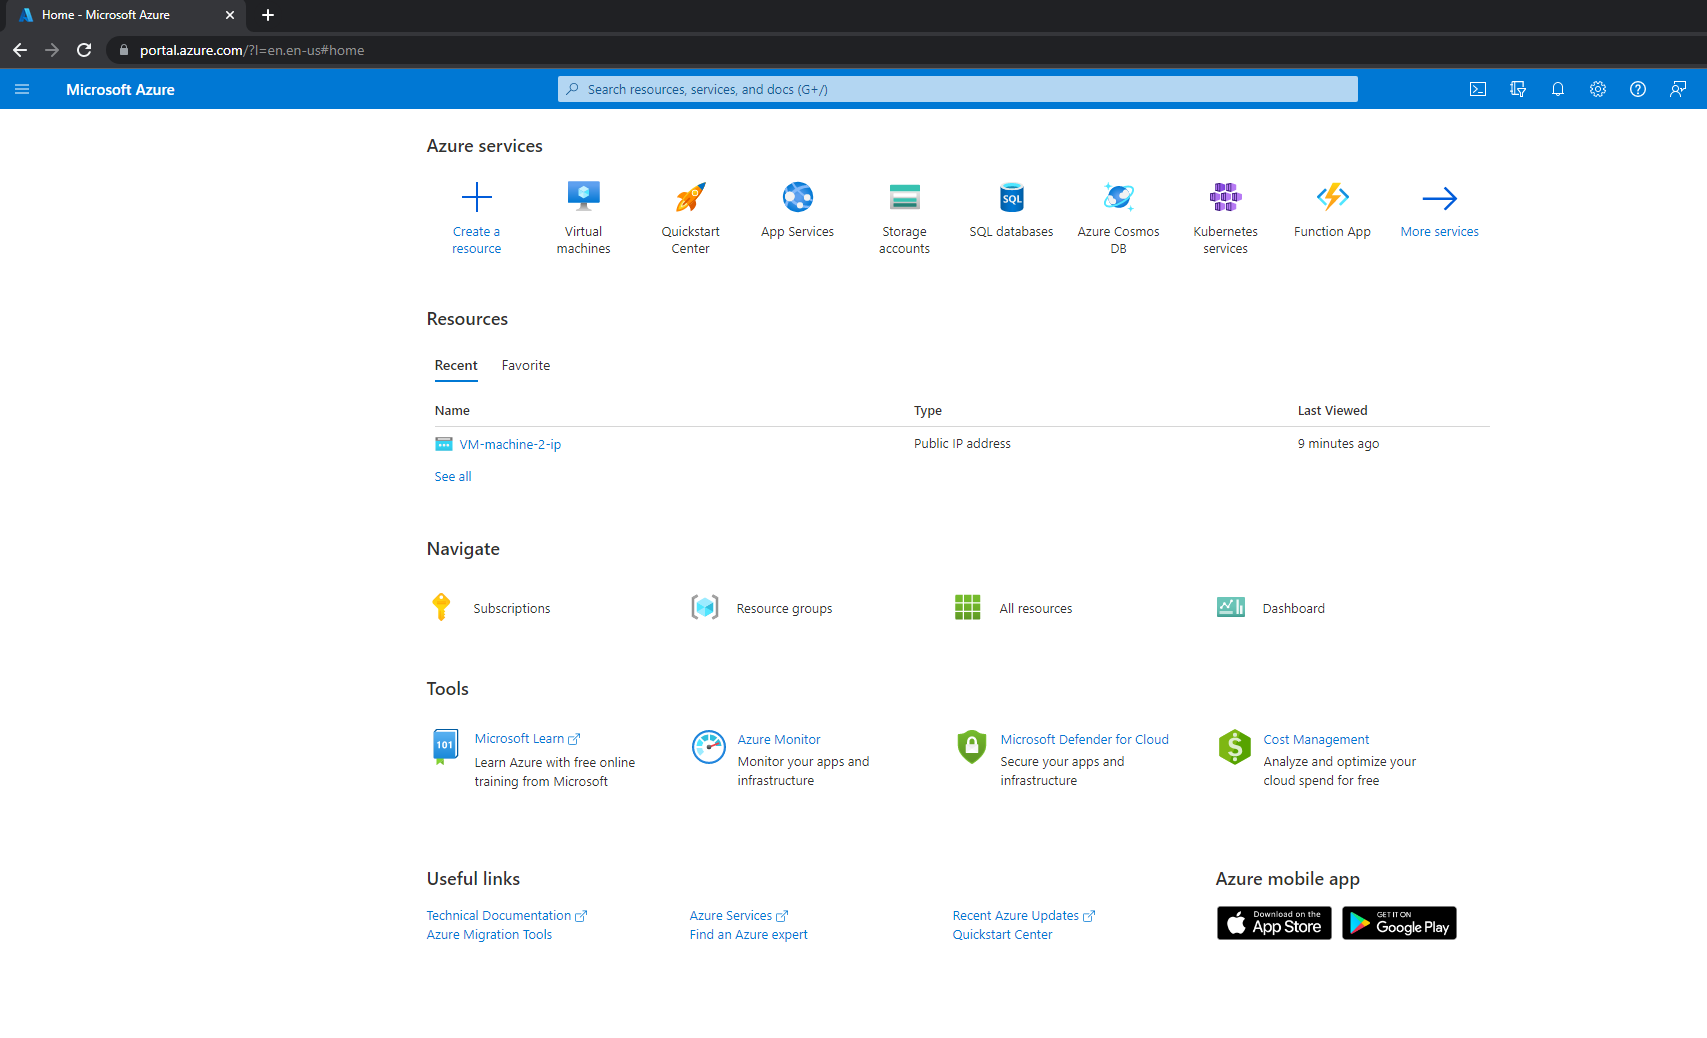 Home - Microsoft Azure
portal.azure.com/?l=en.en-us#home
Microsoft Azure
Search resources, services, and docs (G+/)
Azure services
Create a
resource
Virtual
machines
Quickstart
Center
App Services
Storage
accounts
SQL
SQL databases
Azure Cosmos
DB
Kubernetes
services
Function App
More services
Resources
Recent
Favorite
Name
Type
Last Viewed
VM-machine-2-ip
Public IP address
9 minutes ago
See all
Navigate
Subscriptions
Resource groups
All resources
Dashboard
Tools
101
Microsoft Learn
Learn Azure with free online
training from Microsoft
Azure Monitor
Monitor your apps and
infrastructure
Microsoft Defender for Cloud
Secure your apps and
infrastructure
$
Cost Management
Analyze and optimize your
cloud spend for free
Useful links
Technical Documentation
Azure Migration Tools
Azure Services
Find an Azure expert
Recent Azure Updates
Quickstart Center
Azure mobile app
Download on the
App Store
GET IT ON
Google Play